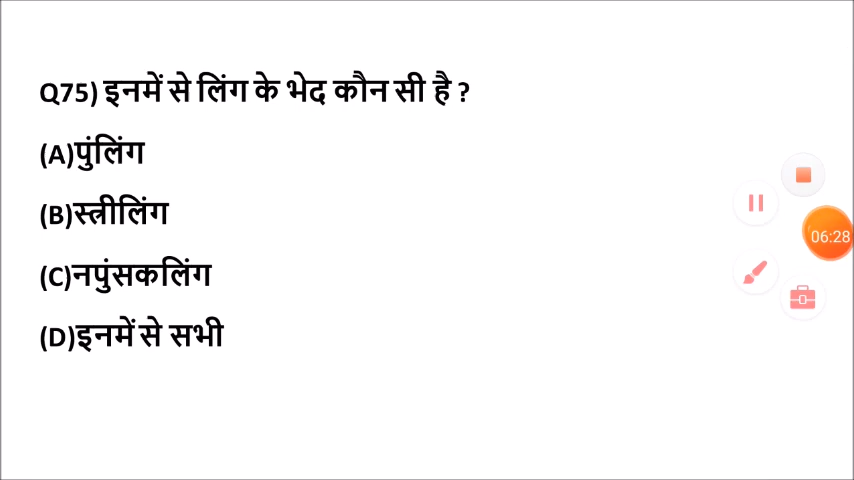 Q75) इनमें से लिंग के भेद कौन सी है ?
(A)पुंलिंग
(B)स्त्रीलिंग
(C)नपुंसकलिंग
(D)इनमें से सभी
06:28